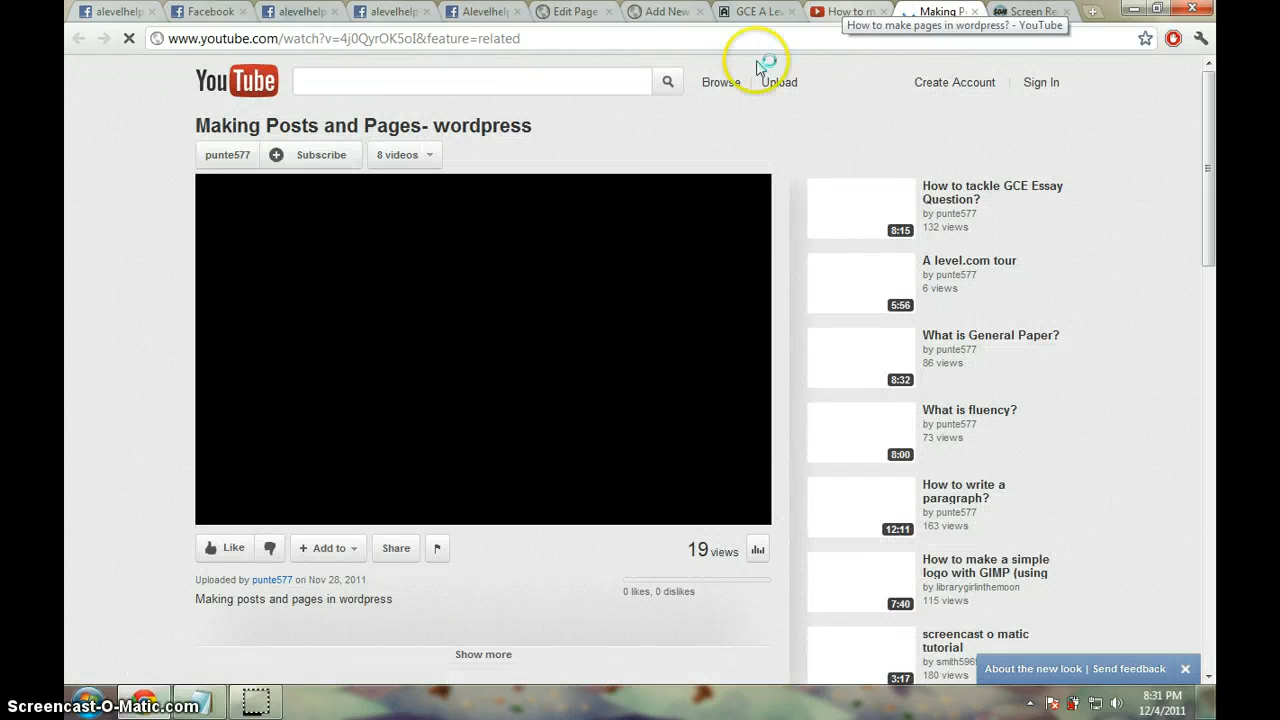 alevelhelp
Facebook
alevelhelp
alevelhelp
Alevelhelp
Edit Page
Add New
GCE A Lev
How to m
Making P
Screen Re
How to make pages in wordpress? - YouTube
www.youtube.com/watch?v=4j0QyrOK5oI&feature=related
YouTube
Browse
Upload
Create Account
Sign In
Making Posts and Pages- wordpress
punte577
Subscribe
8 videos
How to tackle GCE Essay
Question?
by punte577
132 views
8:15
A level.com tour
by punte577
6 views
5:56
What is General Paper?
by punte577
86 views
8:32
What is fluency?
by punte577
73 views
8:00
How to write a
paragraph?
by punte577
163 views
12:11
How to make a simple
logo with GIMP (using
by librarygirlinthemoon
115 views
7:40
screencast o matic
tutorial
by smith596
180 views
3:17
Like
+ Add to
Share
19 views
Uploaded by punte577 on Nov 28, 2011
0 likes, 0 dislikes
Making posts and pages in wordpress
Show more
About the new look | Send feedback
8:31 PM
12/4/2011
Screencast-O-Matic.com